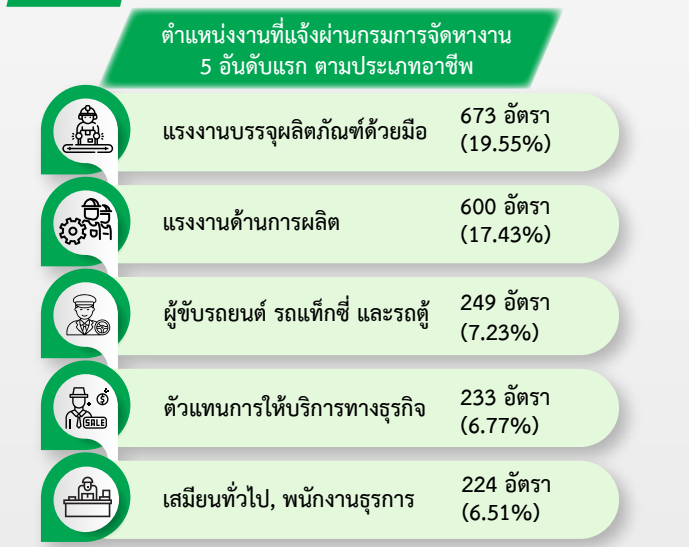 ตำแหน่งงานที่แจ้งผ่านกรมการจัดหางาน
5 อันดับแรก ตามประเภทอาชีพ
แรงงานบรรจุผลิตภัณฑ์ด้วยมือ
673 อัตรา
(19.55%)
แรงงานด้านการผลิต
600 อัตรา
(17.43%)
ผู้ขับรถยนต์ รถแท็กซี่ และรถตู้
249 อัตรา
(7.23%)
SALE
ตัวแทนการให้บริการทางธุรกิจ
233 อัตรา
(6.77%)
เสมียนทั่วไป, พนักงานธุรการ
224 อัตรา
(6.51%)